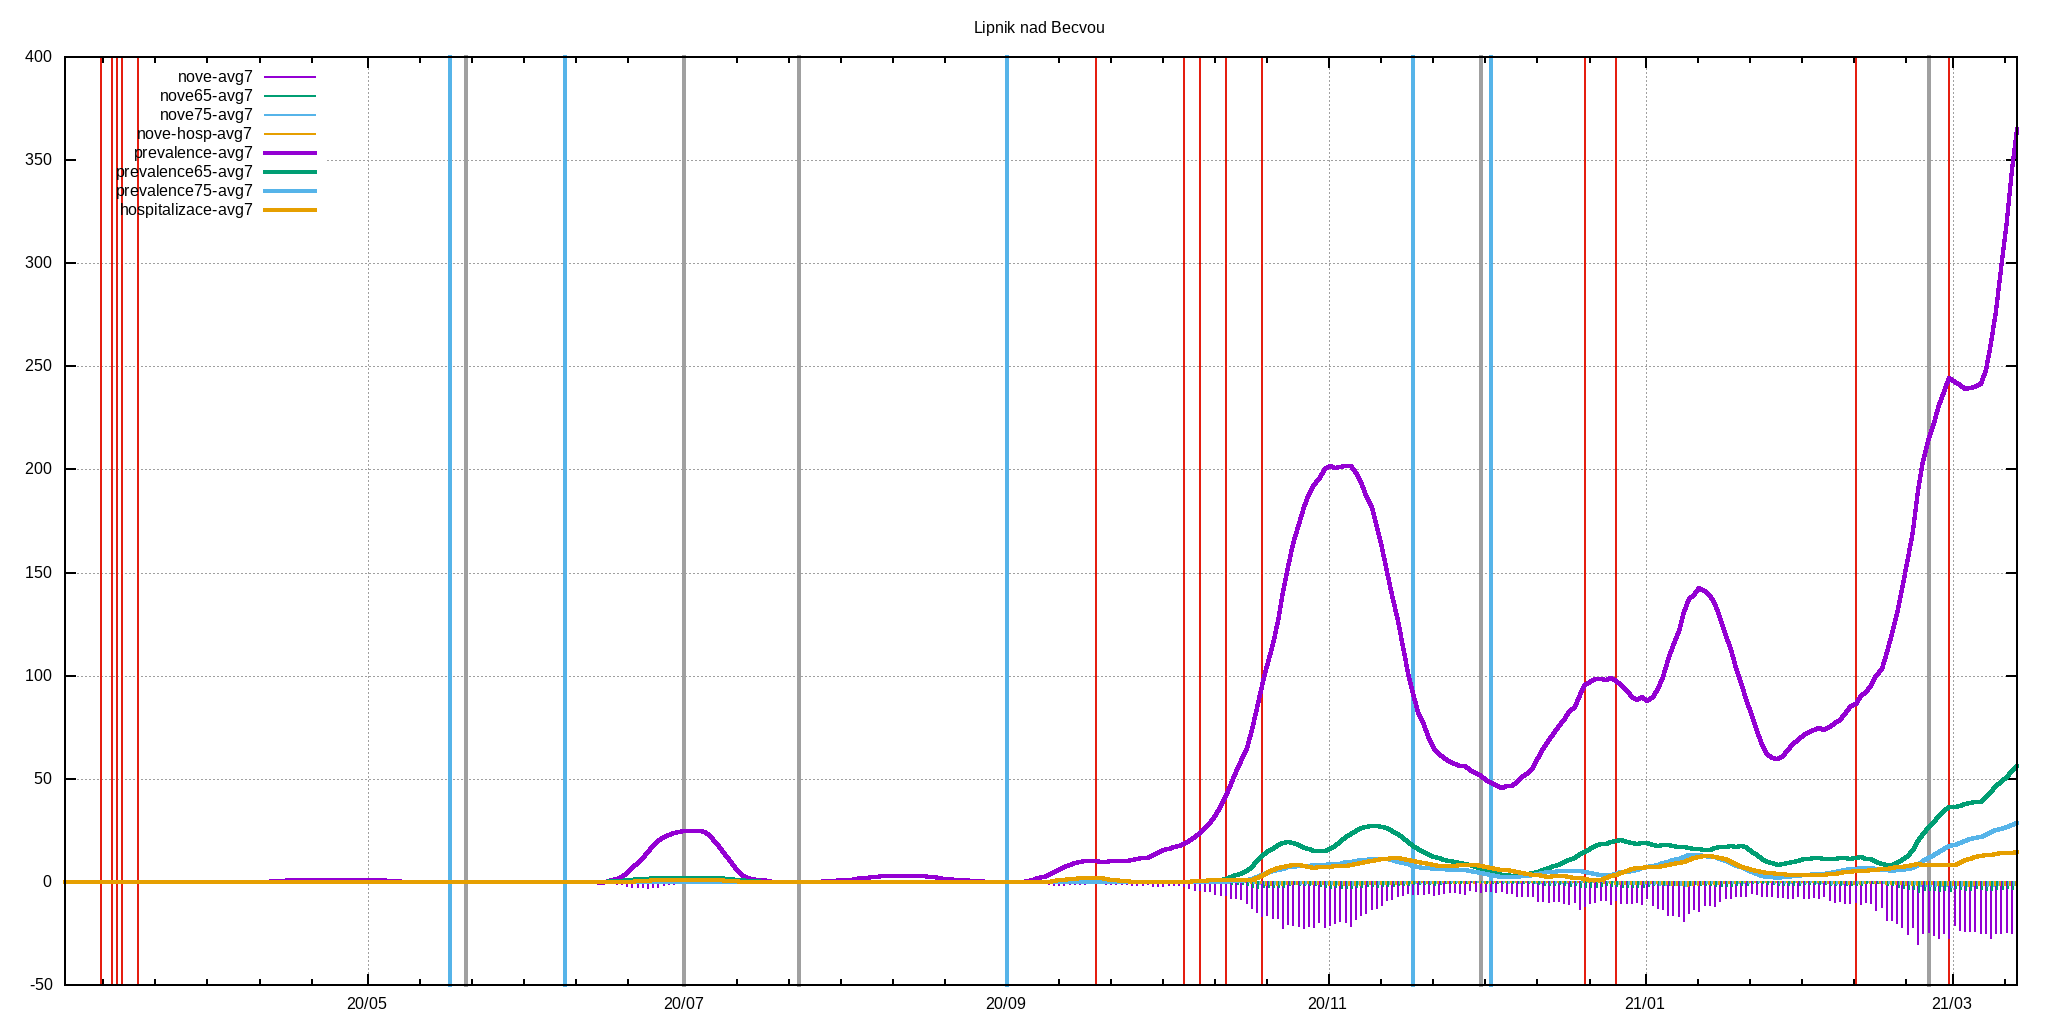 Lipnik nad Becvou
400
350
300
250
200
150
100
50
0
-50
nove-avg7
nove65-avg7
nove75-avg7
nove-hosp-avg7
prevalence-avg7
prevalence65-avg7
prevalence75-avg7
hospitalizace-avg7
20/05 20/07 20/09 20/11 21/01 21/03